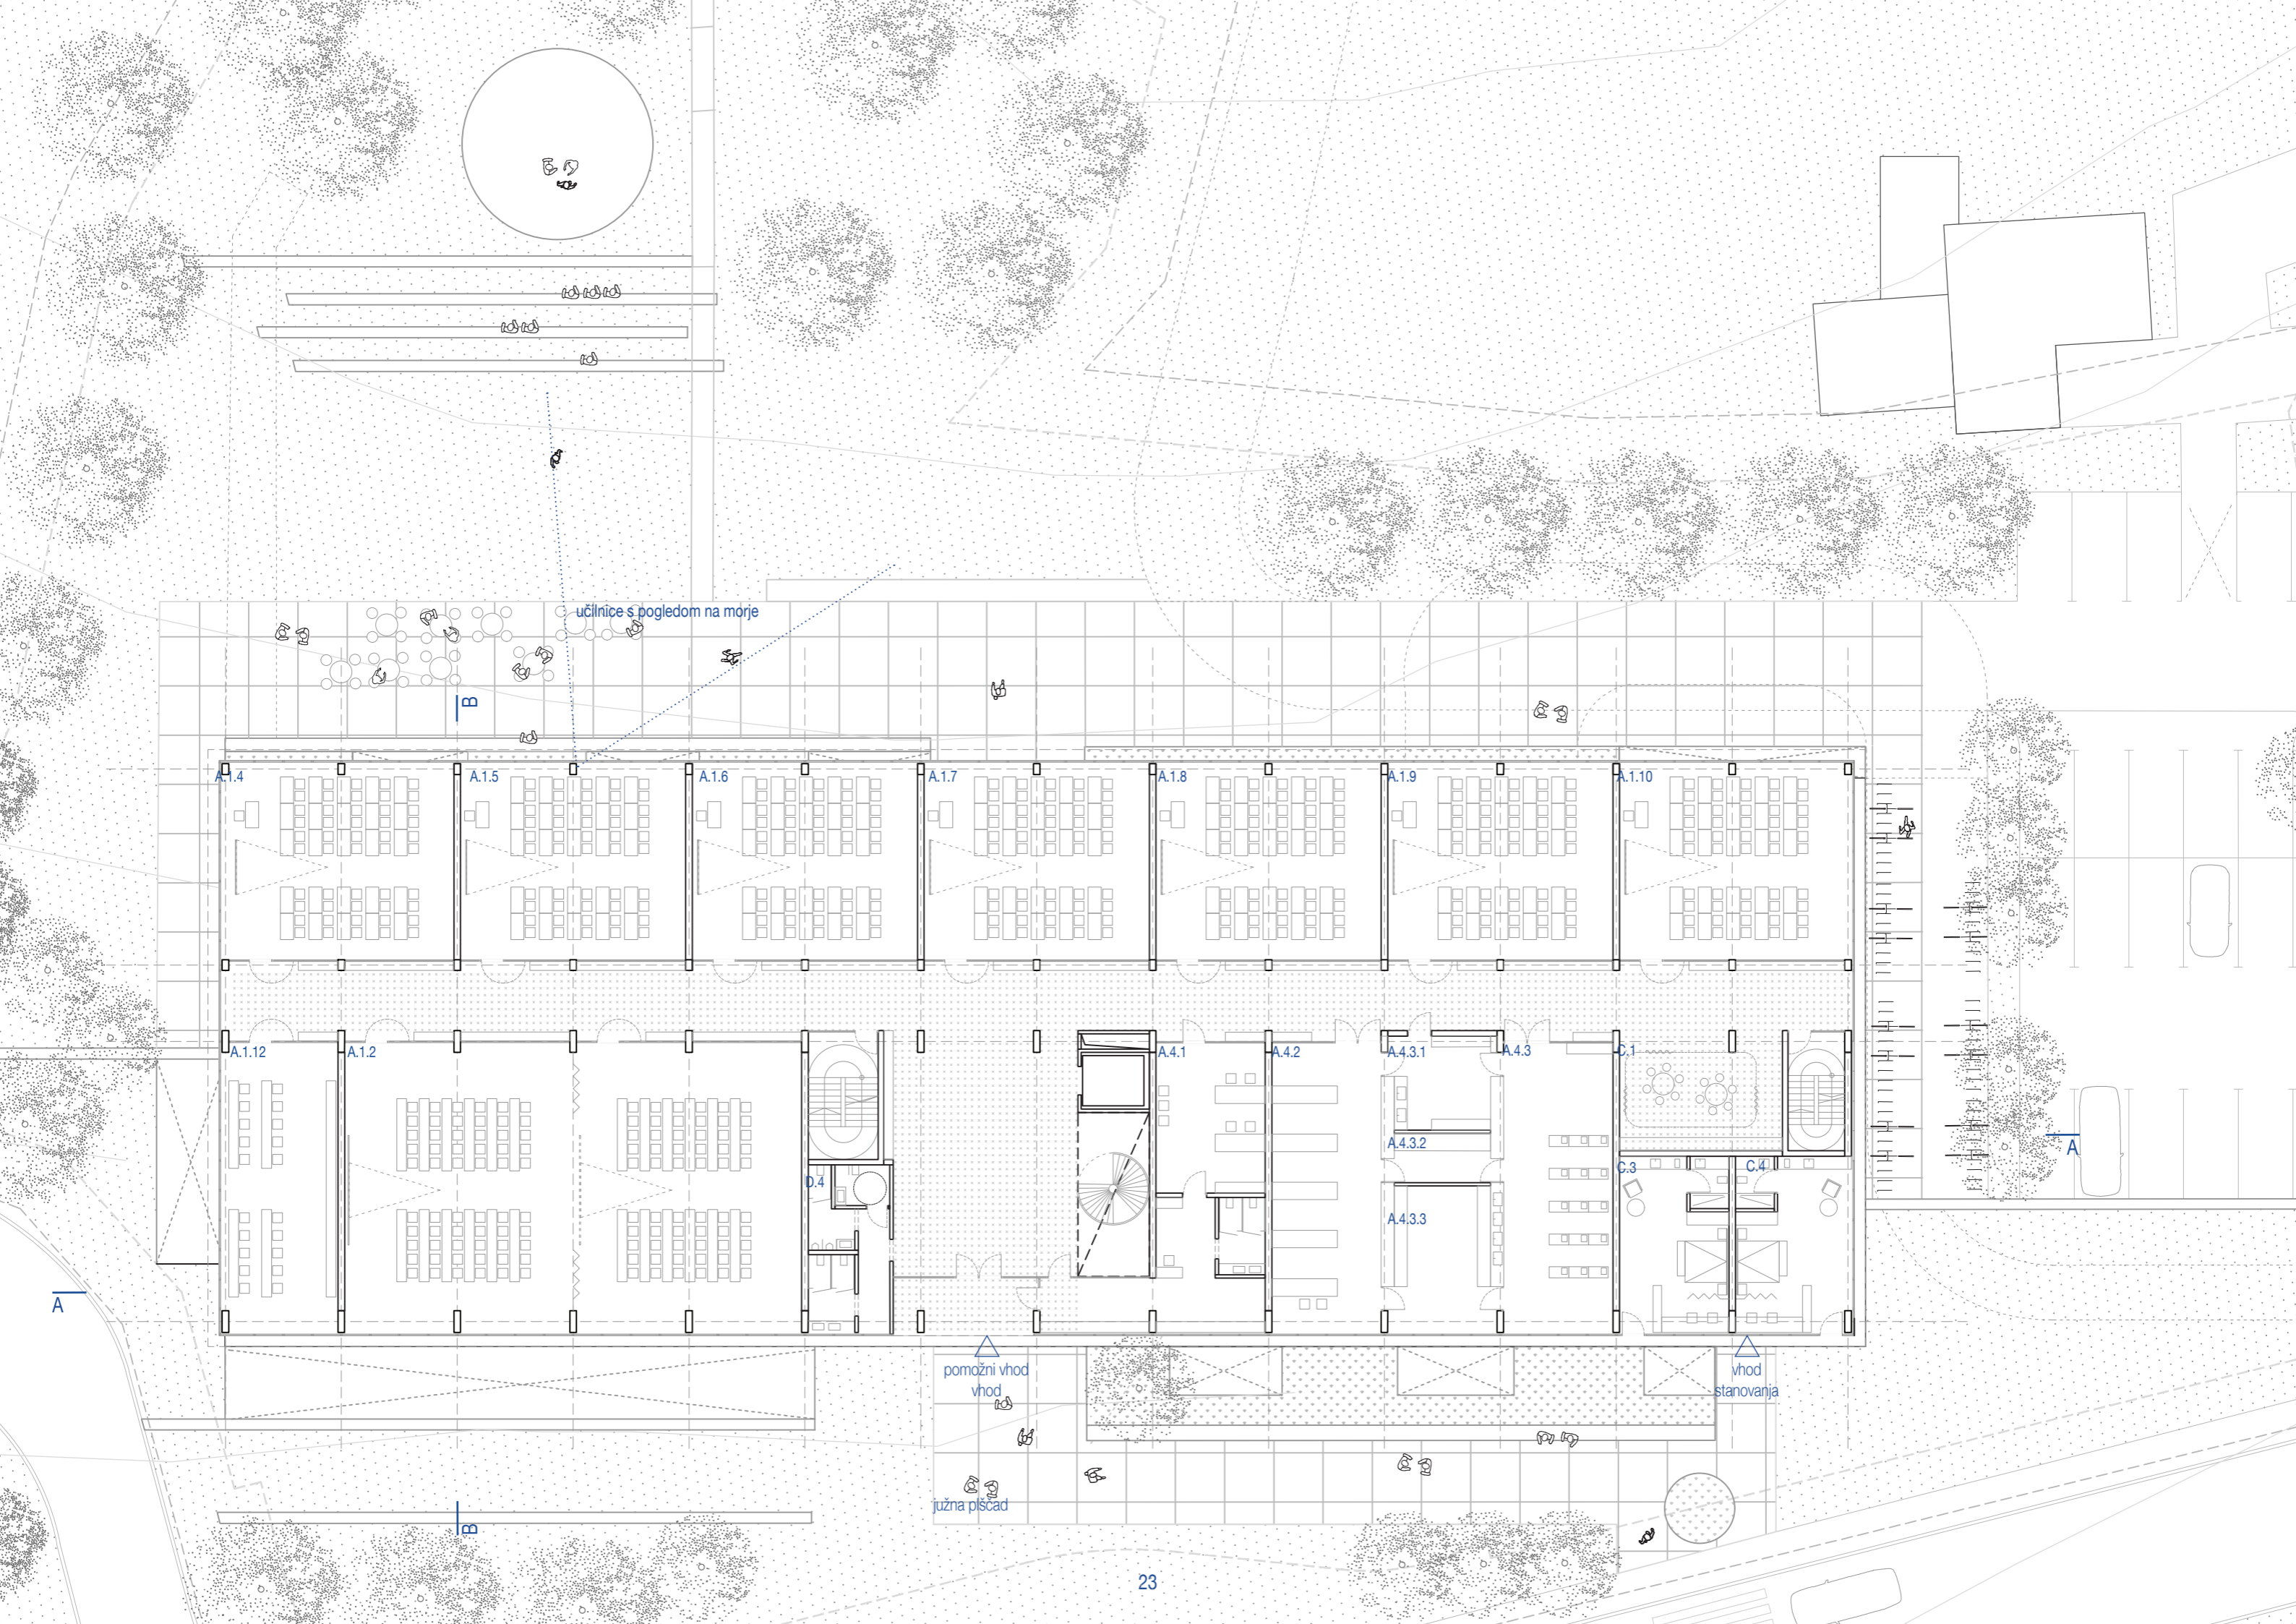 učilnice s pogledom na morje
B
A.1.4
A.1.5
A.1.6
A.1.7
A.1.8
A.1.9
A.1.10
A.1.12
A.1.2
A.4.1
A.4.2
A.4.3.1
A.4.3
C.1
A.4.3.2
A
C.3
C.4
D.4
A.4.3.3
A
pomožni vhod
vhod
vhod
stanovanja
južna ploščad
B
23